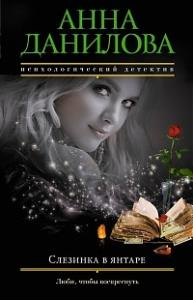 АННА
ДАНИЛОВА
ПСИХОЛОГИЧЕСКИЙ ДЕТЕКТИВ
СЛЕЗИНКА В ЯНТАРЕ
Люби, чтобы воскреснуть